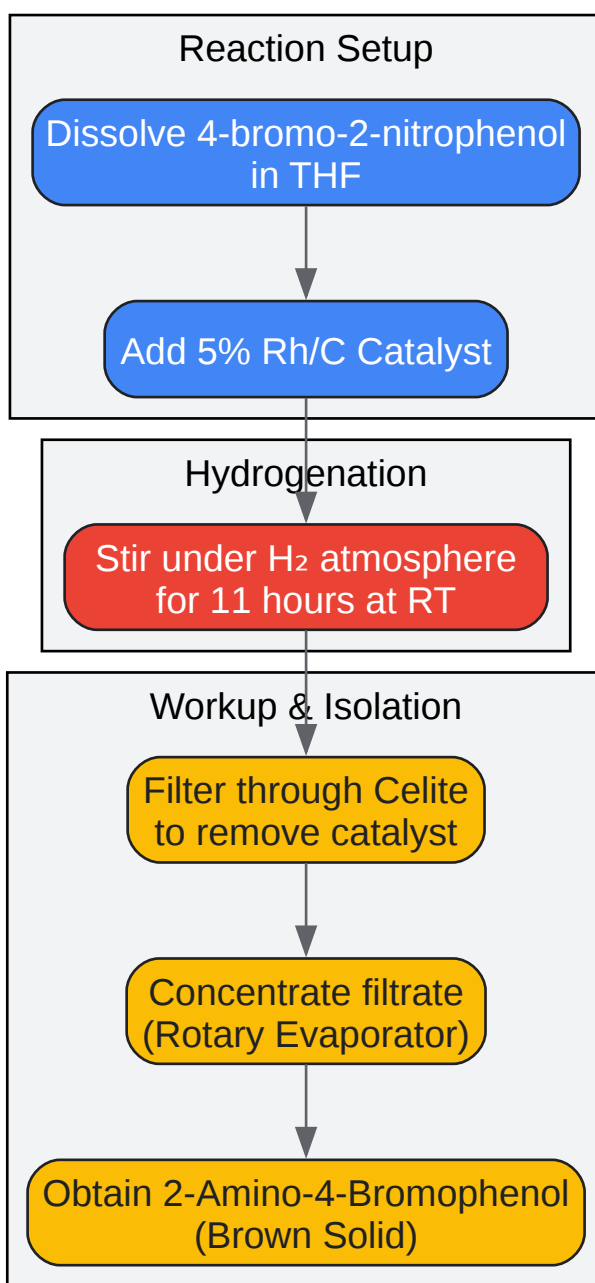 Reaction Setup
Dissolve 4-bromo-2-nitrophenol
in THF
Add 5% Rh/C Catalyst
Hydrogenation
Stir under H₂ atmosphere
for 11 hours at RT
Workup & Isolation
Filter through Celite
to remove catalyst
Concentrate filtrate
(Rotary Evaporator)
Obtain 2-Amino-4-Bromophenol
(Brown Solid)